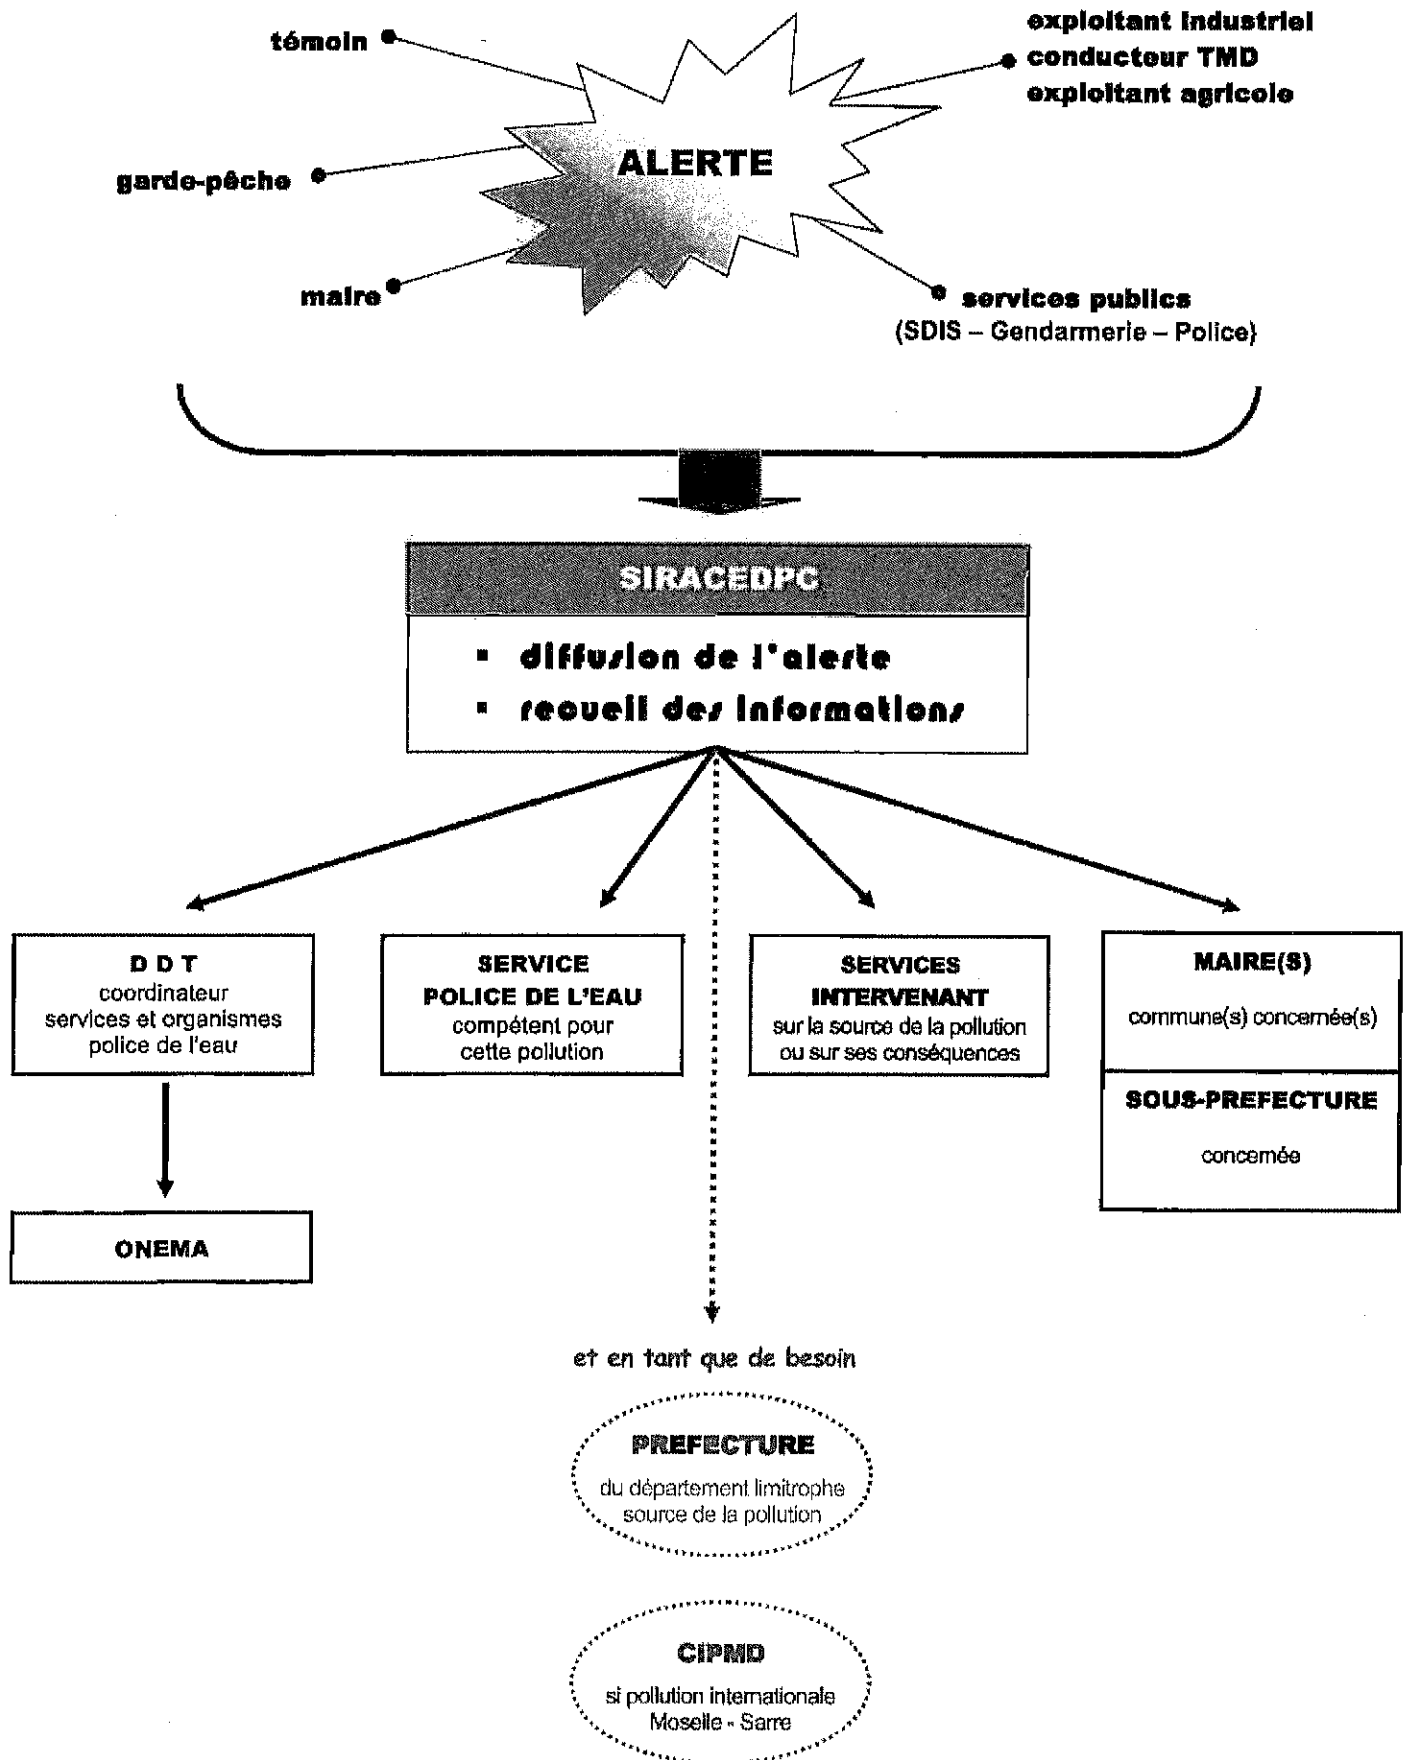 témoin
exploitant industriel
conducteur TMD
exploitant agricole
ALERTE
garde-pêche
maire
services publics
(SDIS – Gendarmerie – Police)
SIRACEDPC
▪ diffusion de l'alerte
▪ recueil des informations
D D T
coordinateur
services et organismes
police de l'eau
SERVICE
POLICE DE L'EAU
compétent pour
cette pollution
SERVICES
INTERVENANT
sur la source de la pollution
ou sur ses conséquences
MAIRE(S)
commune(s) concernée(s)
SOUS-PREFECTURE
concernée
ONEMA
et en tant que de besoin
PREFECTURE
du département limitrophe
source de la pollution
CIPMD
si pollution internationale
Moselle - Sarre